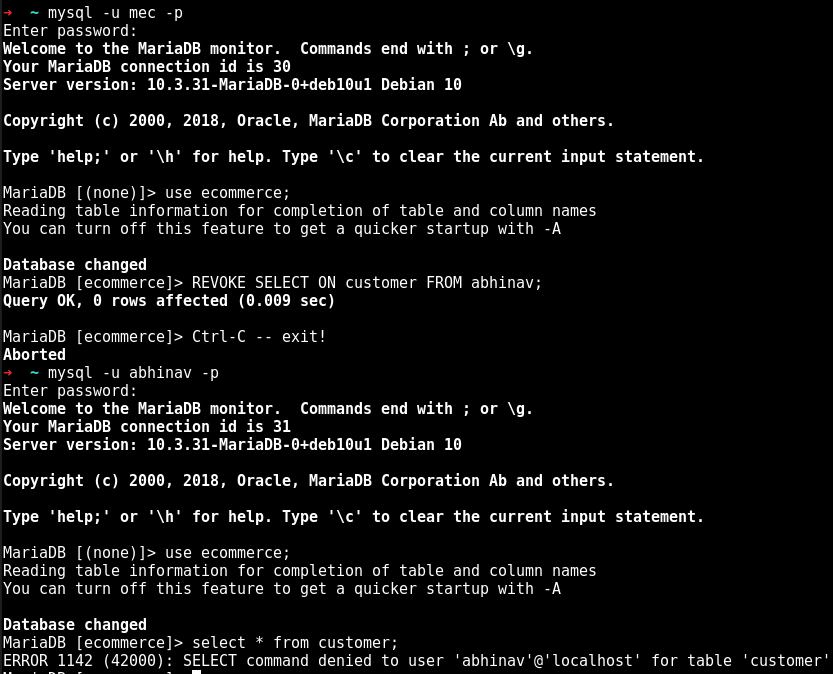 ➜  ~ mysql -u mec -p
Enter password:
Welcome to the MariaDB monitor.  Commands end with ; or \g.
Your MariaDB connection id is 30
Server version: 10.3.31-MariaDB-0+deb10u1 Debian 10

Copyright (c) 2000, 2018, Oracle, MariaDB Corporation Ab and others.

Type 'help;' or '\h' for help. Type '\c' to clear the current input statement.

MariaDB [(none)]> use ecommerce;
Reading table information for completion of table and column names
You can turn off this feature to get a quicker startup with -A

Database changed
MariaDB [ecommerce]> REVOKE SELECT ON customer FROM abhinav;
Query OK, 0 rows affected (0.009 sec)

MariaDB [ecommerce]> Ctrl-C -- exit!
Aborted
➜  ~ mysql -u abhinav -p
Enter password:
Welcome to the MariaDB monitor.  Commands end with ; or \g.
Your MariaDB connection id is 31
Server version: 10.3.31-MariaDB-0+deb10u1 Debian 10

Copyright (c) 2000, 2018, Oracle, MariaDB Corporation Ab and others.

Type 'help;' or '\h' for help. Type '\c' to clear the current input statement.

MariaDB [(none)]> use ecommerce;
Reading table information for completion of table and column names
You can turn off this feature to get a quicker startup with -A

Database changed
MariaDB [ecommerce]> select * from customer;
ERROR 1142 (42000): SELECT command denied to user 'abhinav'@'localhost' for table 'customer'